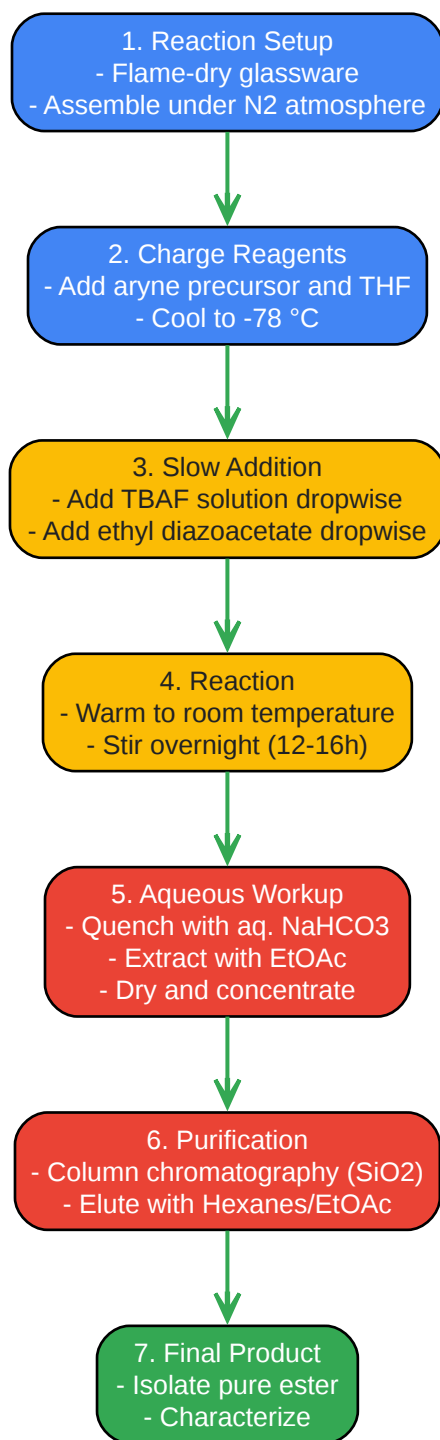 1. Reaction Setup
- Flame-dry glassware
- Assemble under N2 atmosphere
2. Charge Reagents
- Add aryne precursor and THF
- Cool to -78 °C
3. Slow Addition
- Add TBAF solution dropwise
- Add ethyl diazoacetate dropwise
4. Reaction
- Warm to room temperature
- Stir overnight (12-16h)
5. Aqueous Workup
- Quench with aq. NaHCO3
- Extract with EtOAc
- Dry and concentrate
6. Purification
- Column chromatography (SiO2)
- Elute with Hexanes/EtOAc
7. Final Product
- Isolate pure ester
- Characterize